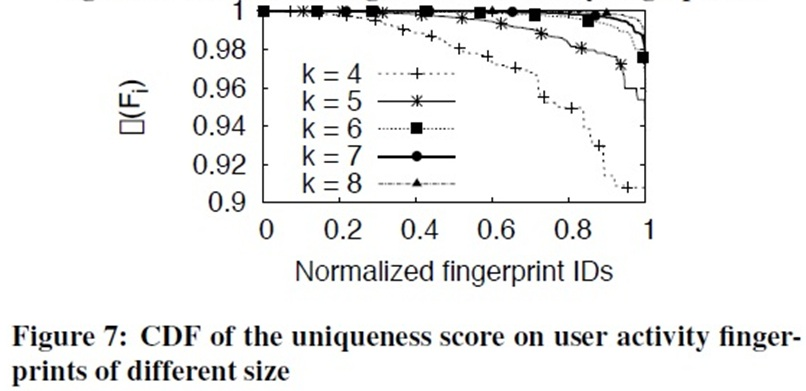 1
0.98
0.96
0.94
0.92
0.9
□(Fi)
k = 4
k = 5
k = 6
k = 7
k = 8
0 0.2 0.4 0.6 0.8 1
Normalized fingerprint IDs
Figure 7: CDF of the uniqueness score on user activity finger-
prints of different size